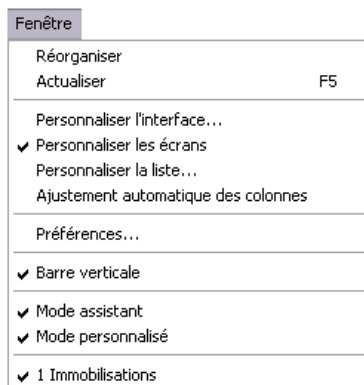 Fenêtre
Réorganiser
Actualiser F5
Personnaliser l'interface...
Personnaliser les écrans
Personnaliser la liste...
Ajustement automatique des colonnes
Préférences...
Barre verticale
Mode assistant
Mode personnalisé
1 Immobilisations